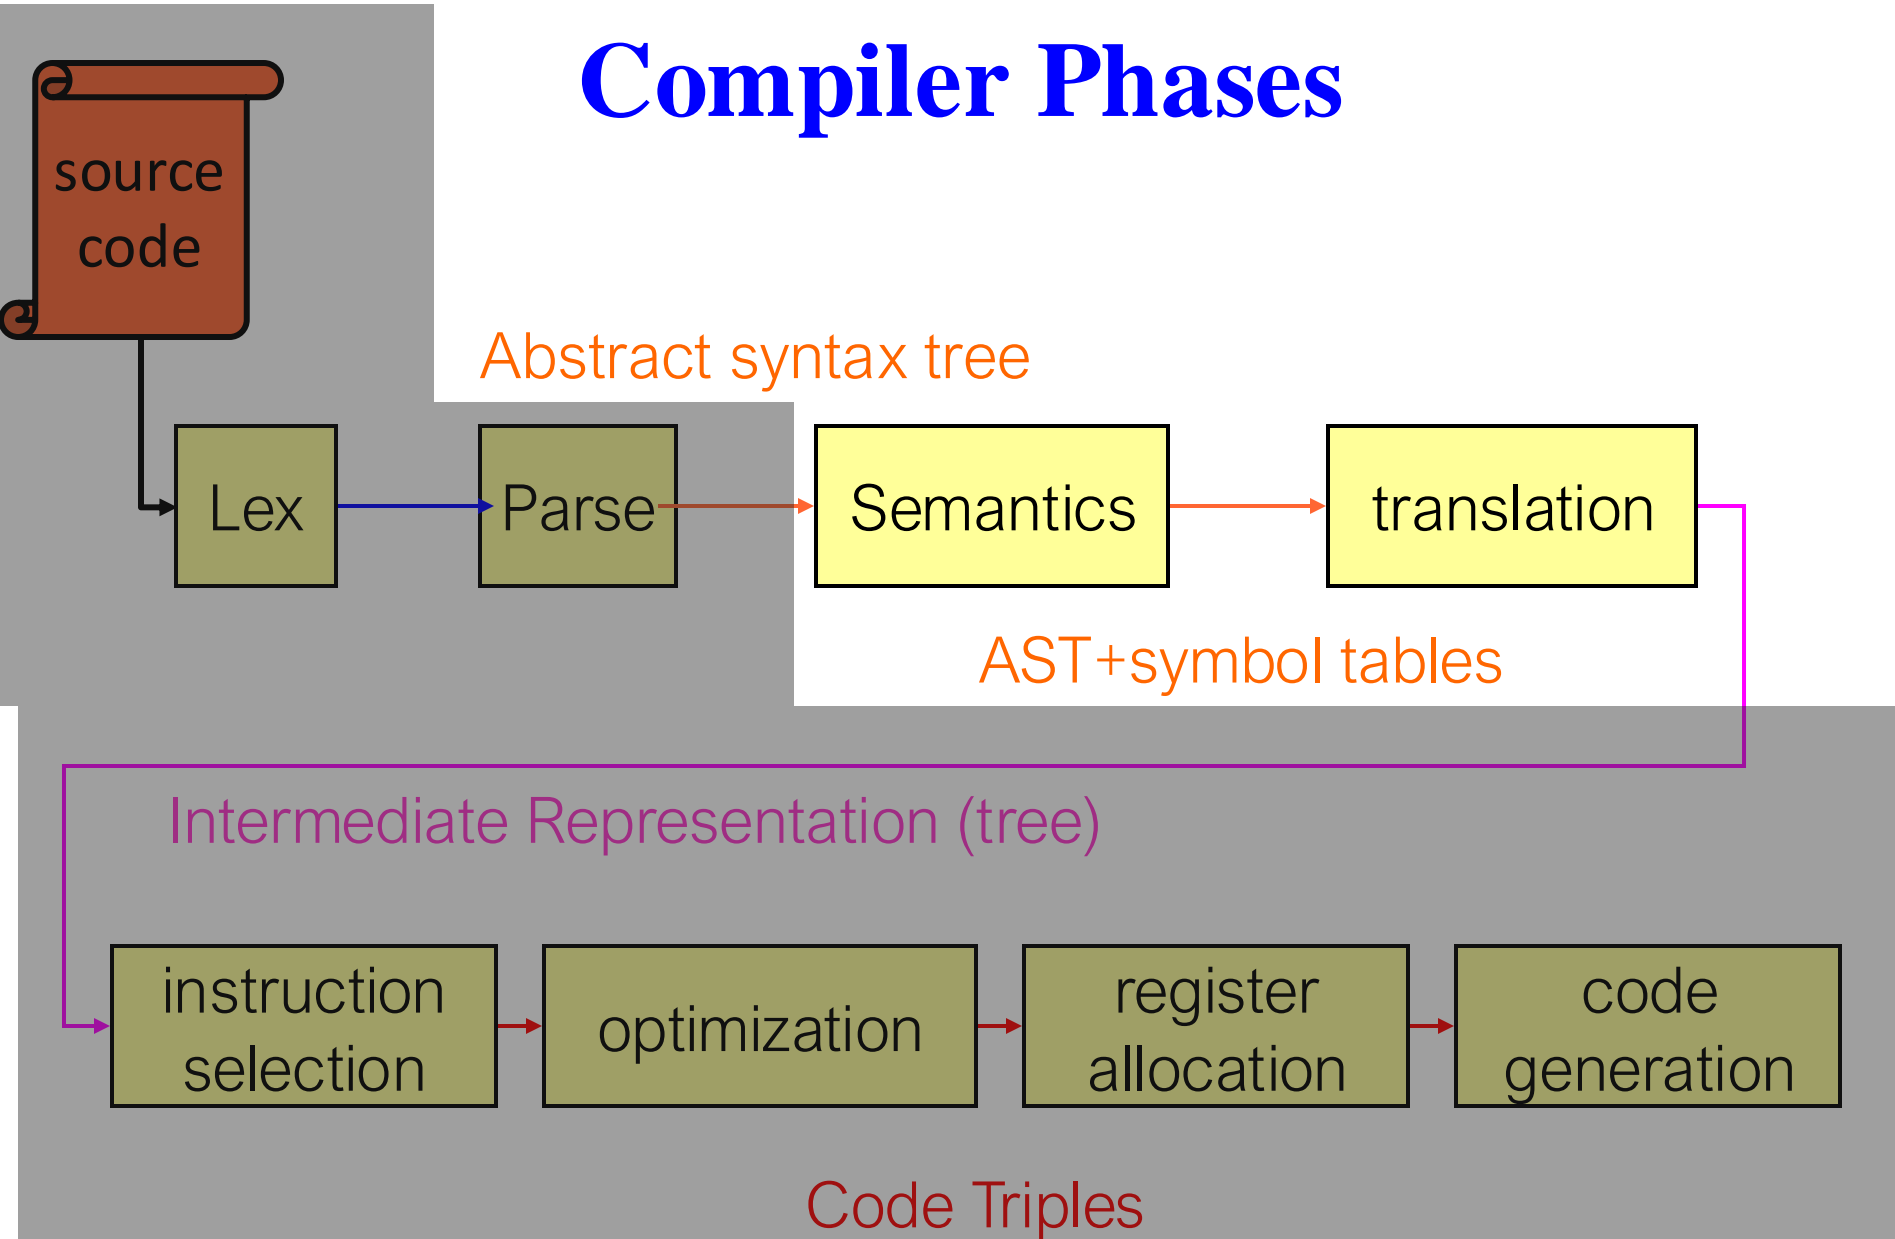 Compiler Phases
source
code
Abstract syntax tree
Lex
Parse
Semantics
translation
AST+symbol tables
Intermediate Representation (tree)
instruction
selection
optimization
register
allocation
code
generation
Code Triples